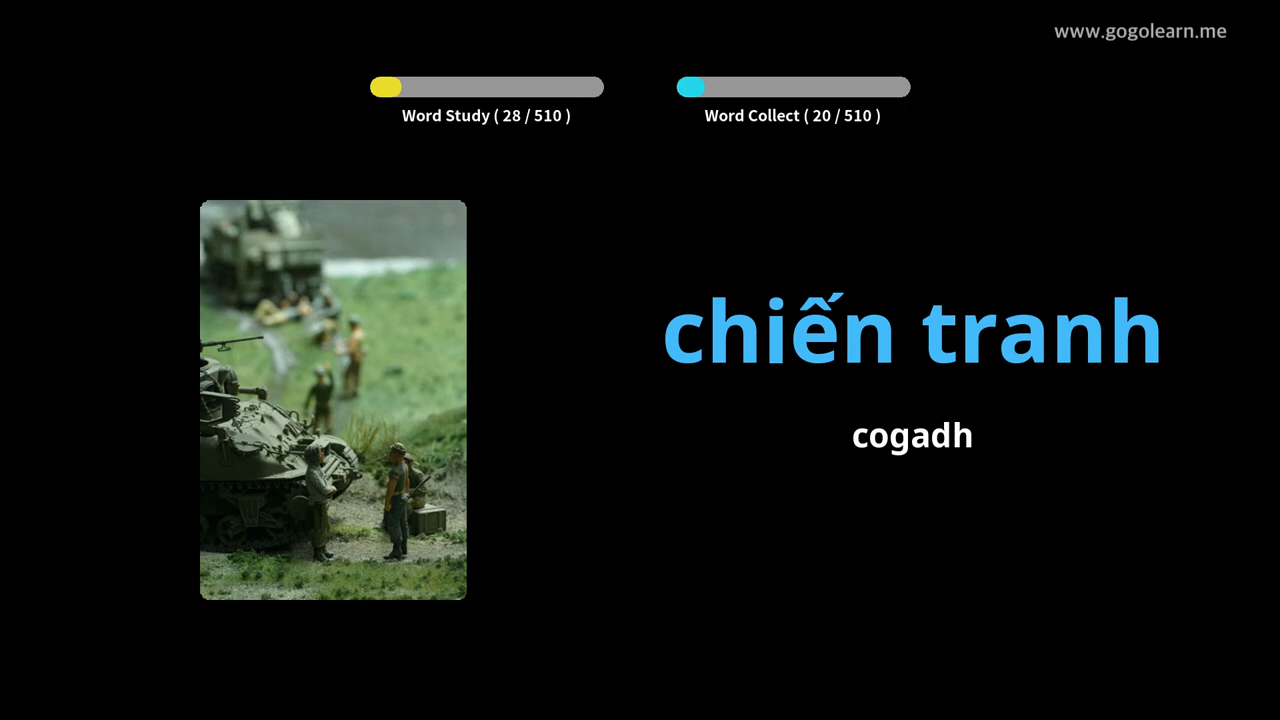 www.gogolearn.me
Word Study ( 28 / 510 )
Word Collect ( 20 / 510 )
chiến tranh
cogadh